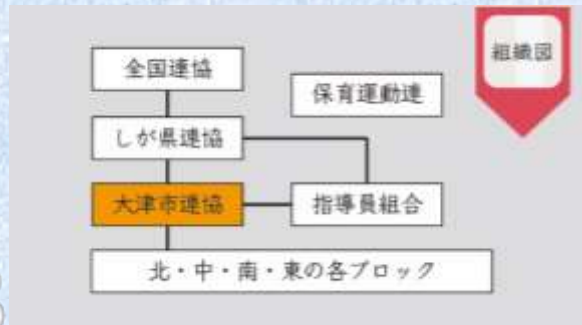 組織図
全国連協
保育運動連
しが県連協
大津市連協
指導員組合
北・中・南・東の各ブロック